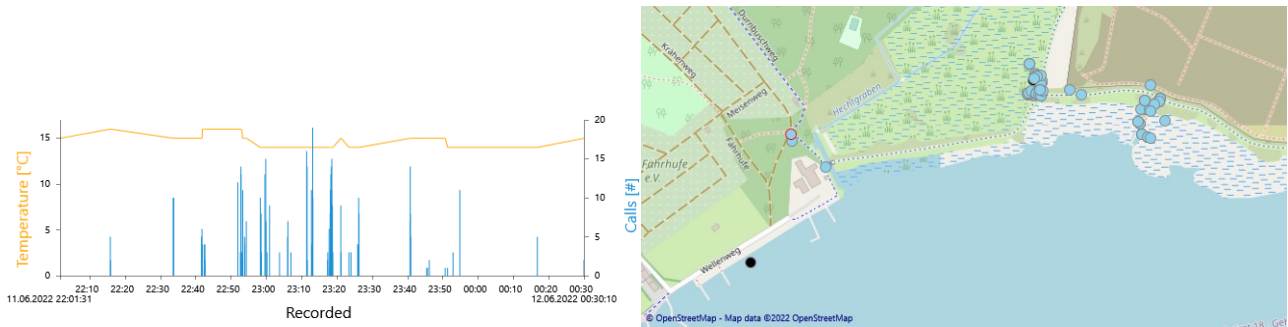 Temperature [°C]
15
10
5
0
20
15
10
5
0
Calls [#]
22:10 22:20 22:30 22:40 22:50 23:00 23:10 23:20 23:30 23:40 23:50 00:00 00:10 00:20 00:30
11.06.2022 22:01:31
12.06.2022 00:30:10
Recorded
Durnbuschweg
Krähenweg
Meisenweg
Hechtgraben
Fahrhufe
Fahrhufe
e.V.
Wellenweg
© OpenStreetMap - Map data ©2022 OpenStreetMap